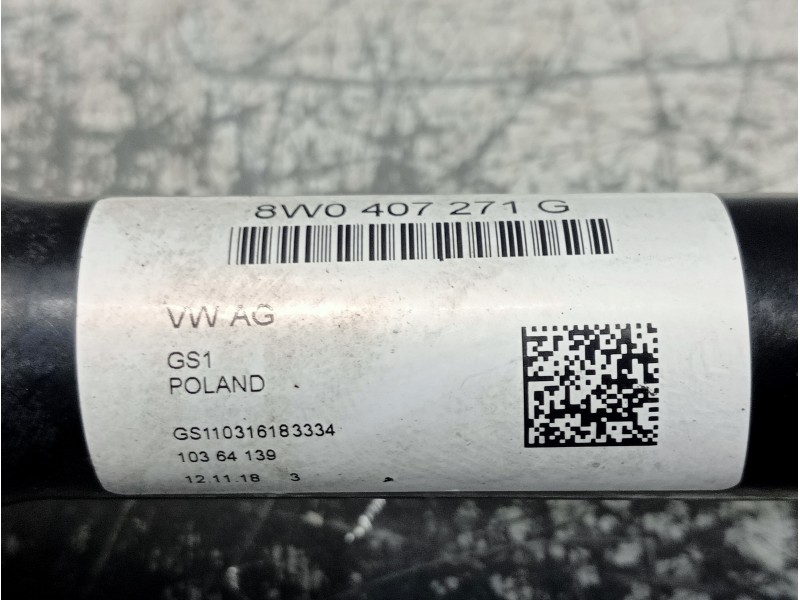 8W0 407 271 G
VW AG
GS1
POLAND
GS110316183334
103 64 139
12.11.18 3